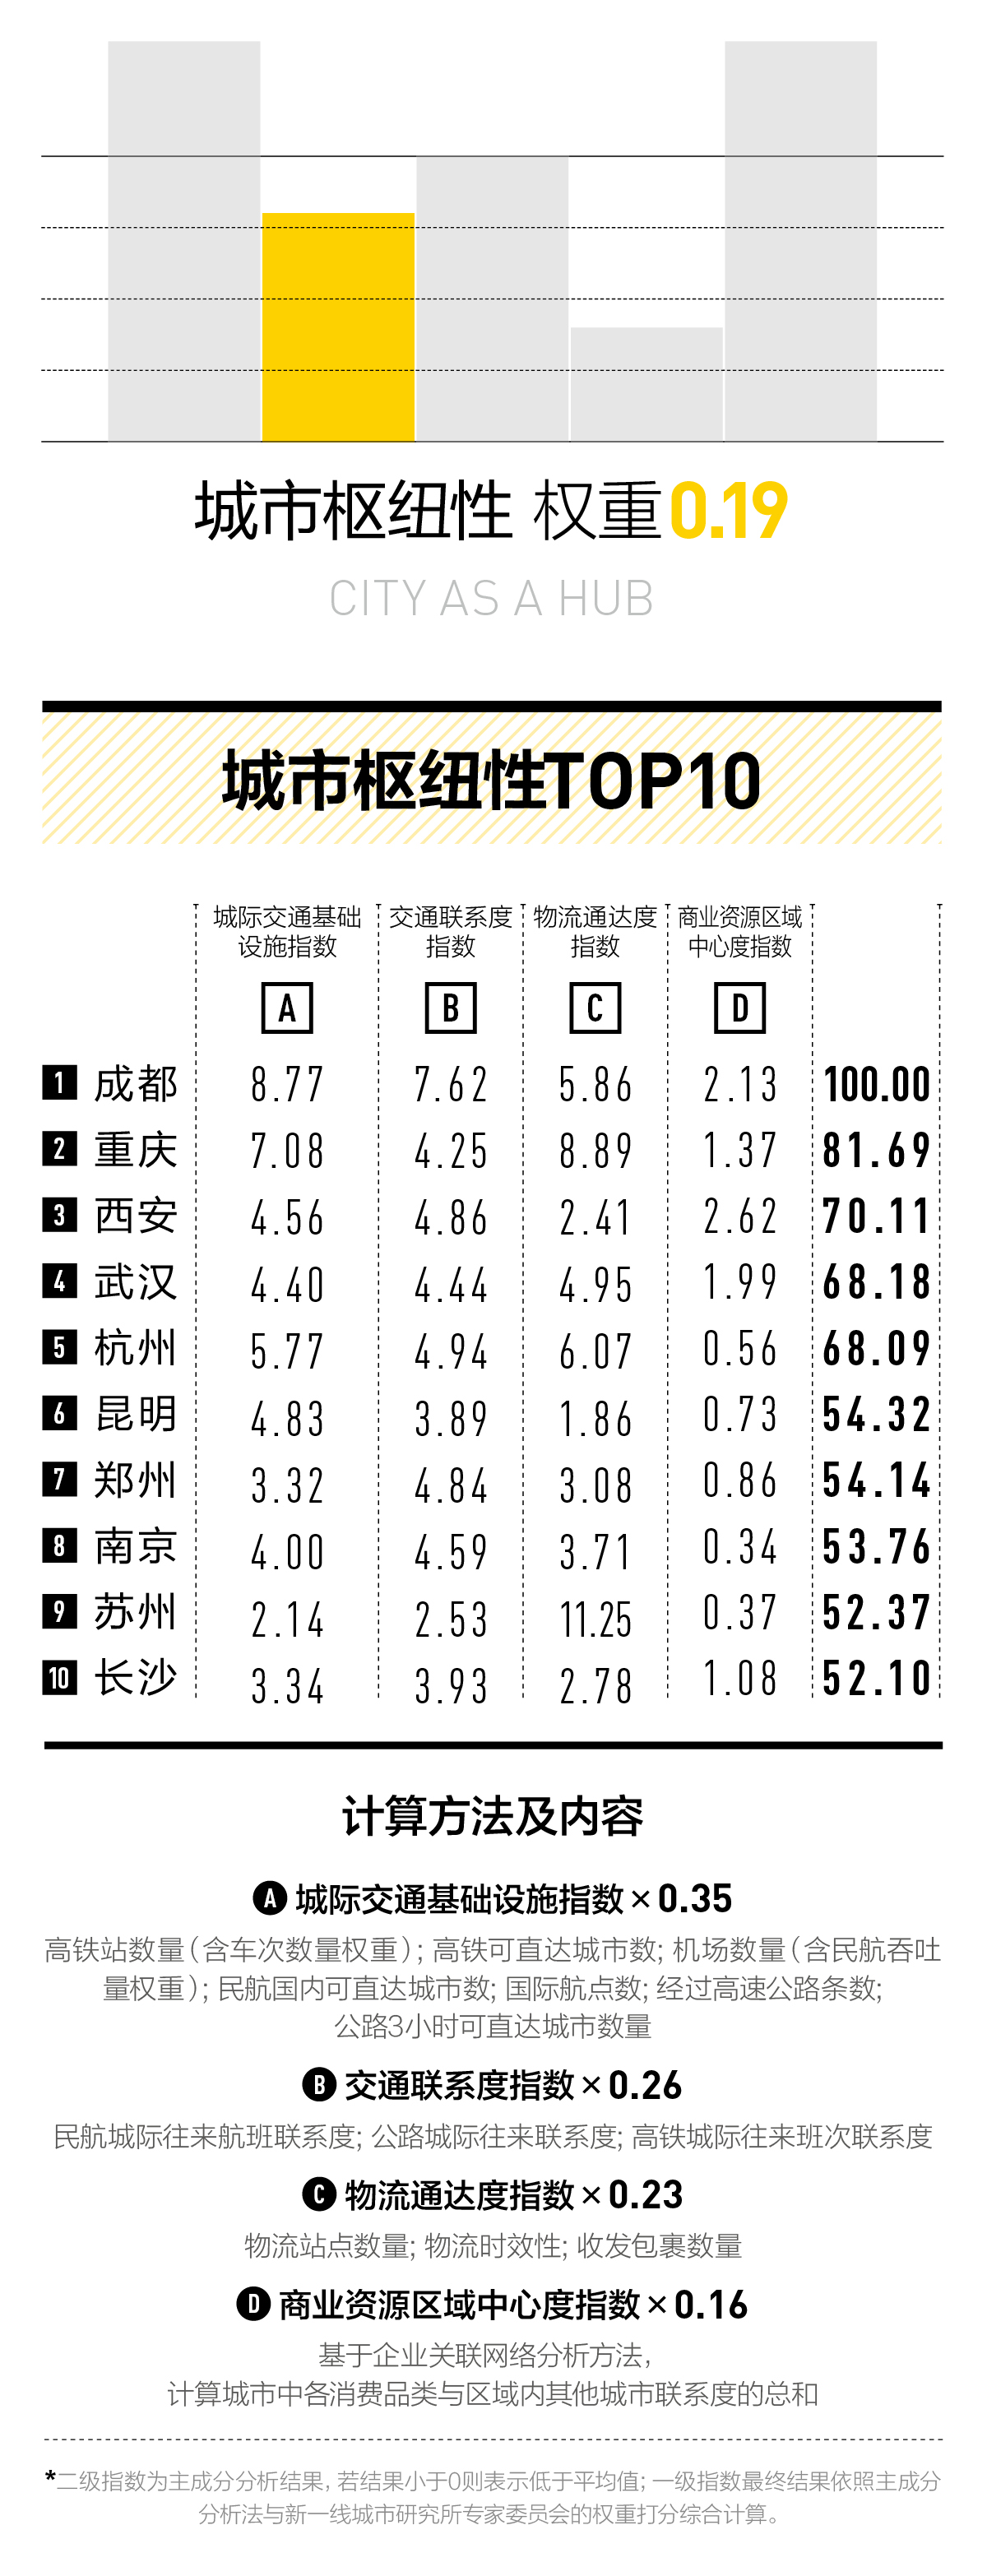 城市枢纽性 权重0.19
CITY AS A HUB
城市枢纽性TOP10
城际交通基础 交通联系度 物流通达度 商业资源区域
设施指数 指数 指数 中心度指数
A B C D
1 成都 8.77 7.62 5.86 2.13 100.00
2 重庆 7.08 4.25 8.89 1.37 81.69
3 西安 4.56 4.86 2.41 2.62 70.11
4 武汉 4.40 4.44 4.95 1.99 68.18
5 杭州 5.77 4.94 6.07 0.56 68.09
6 昆明 4.83 3.89 1.86 0.73 54.32
7 郑州 3.32 4.84 3.08 0.86 54.14
8 南京 4.00 4.59 3.71 0.34 53.76
9 苏州 2.14 2.53 11.25 0.37 52.37
10 长沙 3.34 3.93 2.78 1.08 52.10
计算方法及内容
A 城际交通基础设施指数×0.35
高铁站数量(含车次数量权重); 高铁可直达城市数; 机场数量(含民航吞吐
量权重); 民航国内可直达城市数; 国际航点数; 经过高速公路条数;
公路3小时可直达城市数量
B 交通联系度指数×0.26
民航城际往来航班联系度; 公路城际往来联系度; 高铁城际往来班次联系度
C 物流通达度指数×0.23
物流站点数量; 物流时效性; 收发包裹数量
D 商业资源区域中心度指数×0.16
基于企业关联网络分析方法,
计算城市中各消费品类与区域内其他城市联系度的总和
*二级指数为主成分分析结果, 若结果小于0则表示低于平均值; 一级指数最终结果依照主成分
分析法与新一线城市研究所专家委员会的权重打分综合计算。